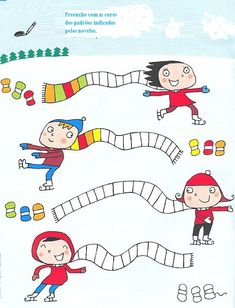 Preenche com as cores
dos padrões indicados
pelos novelos.